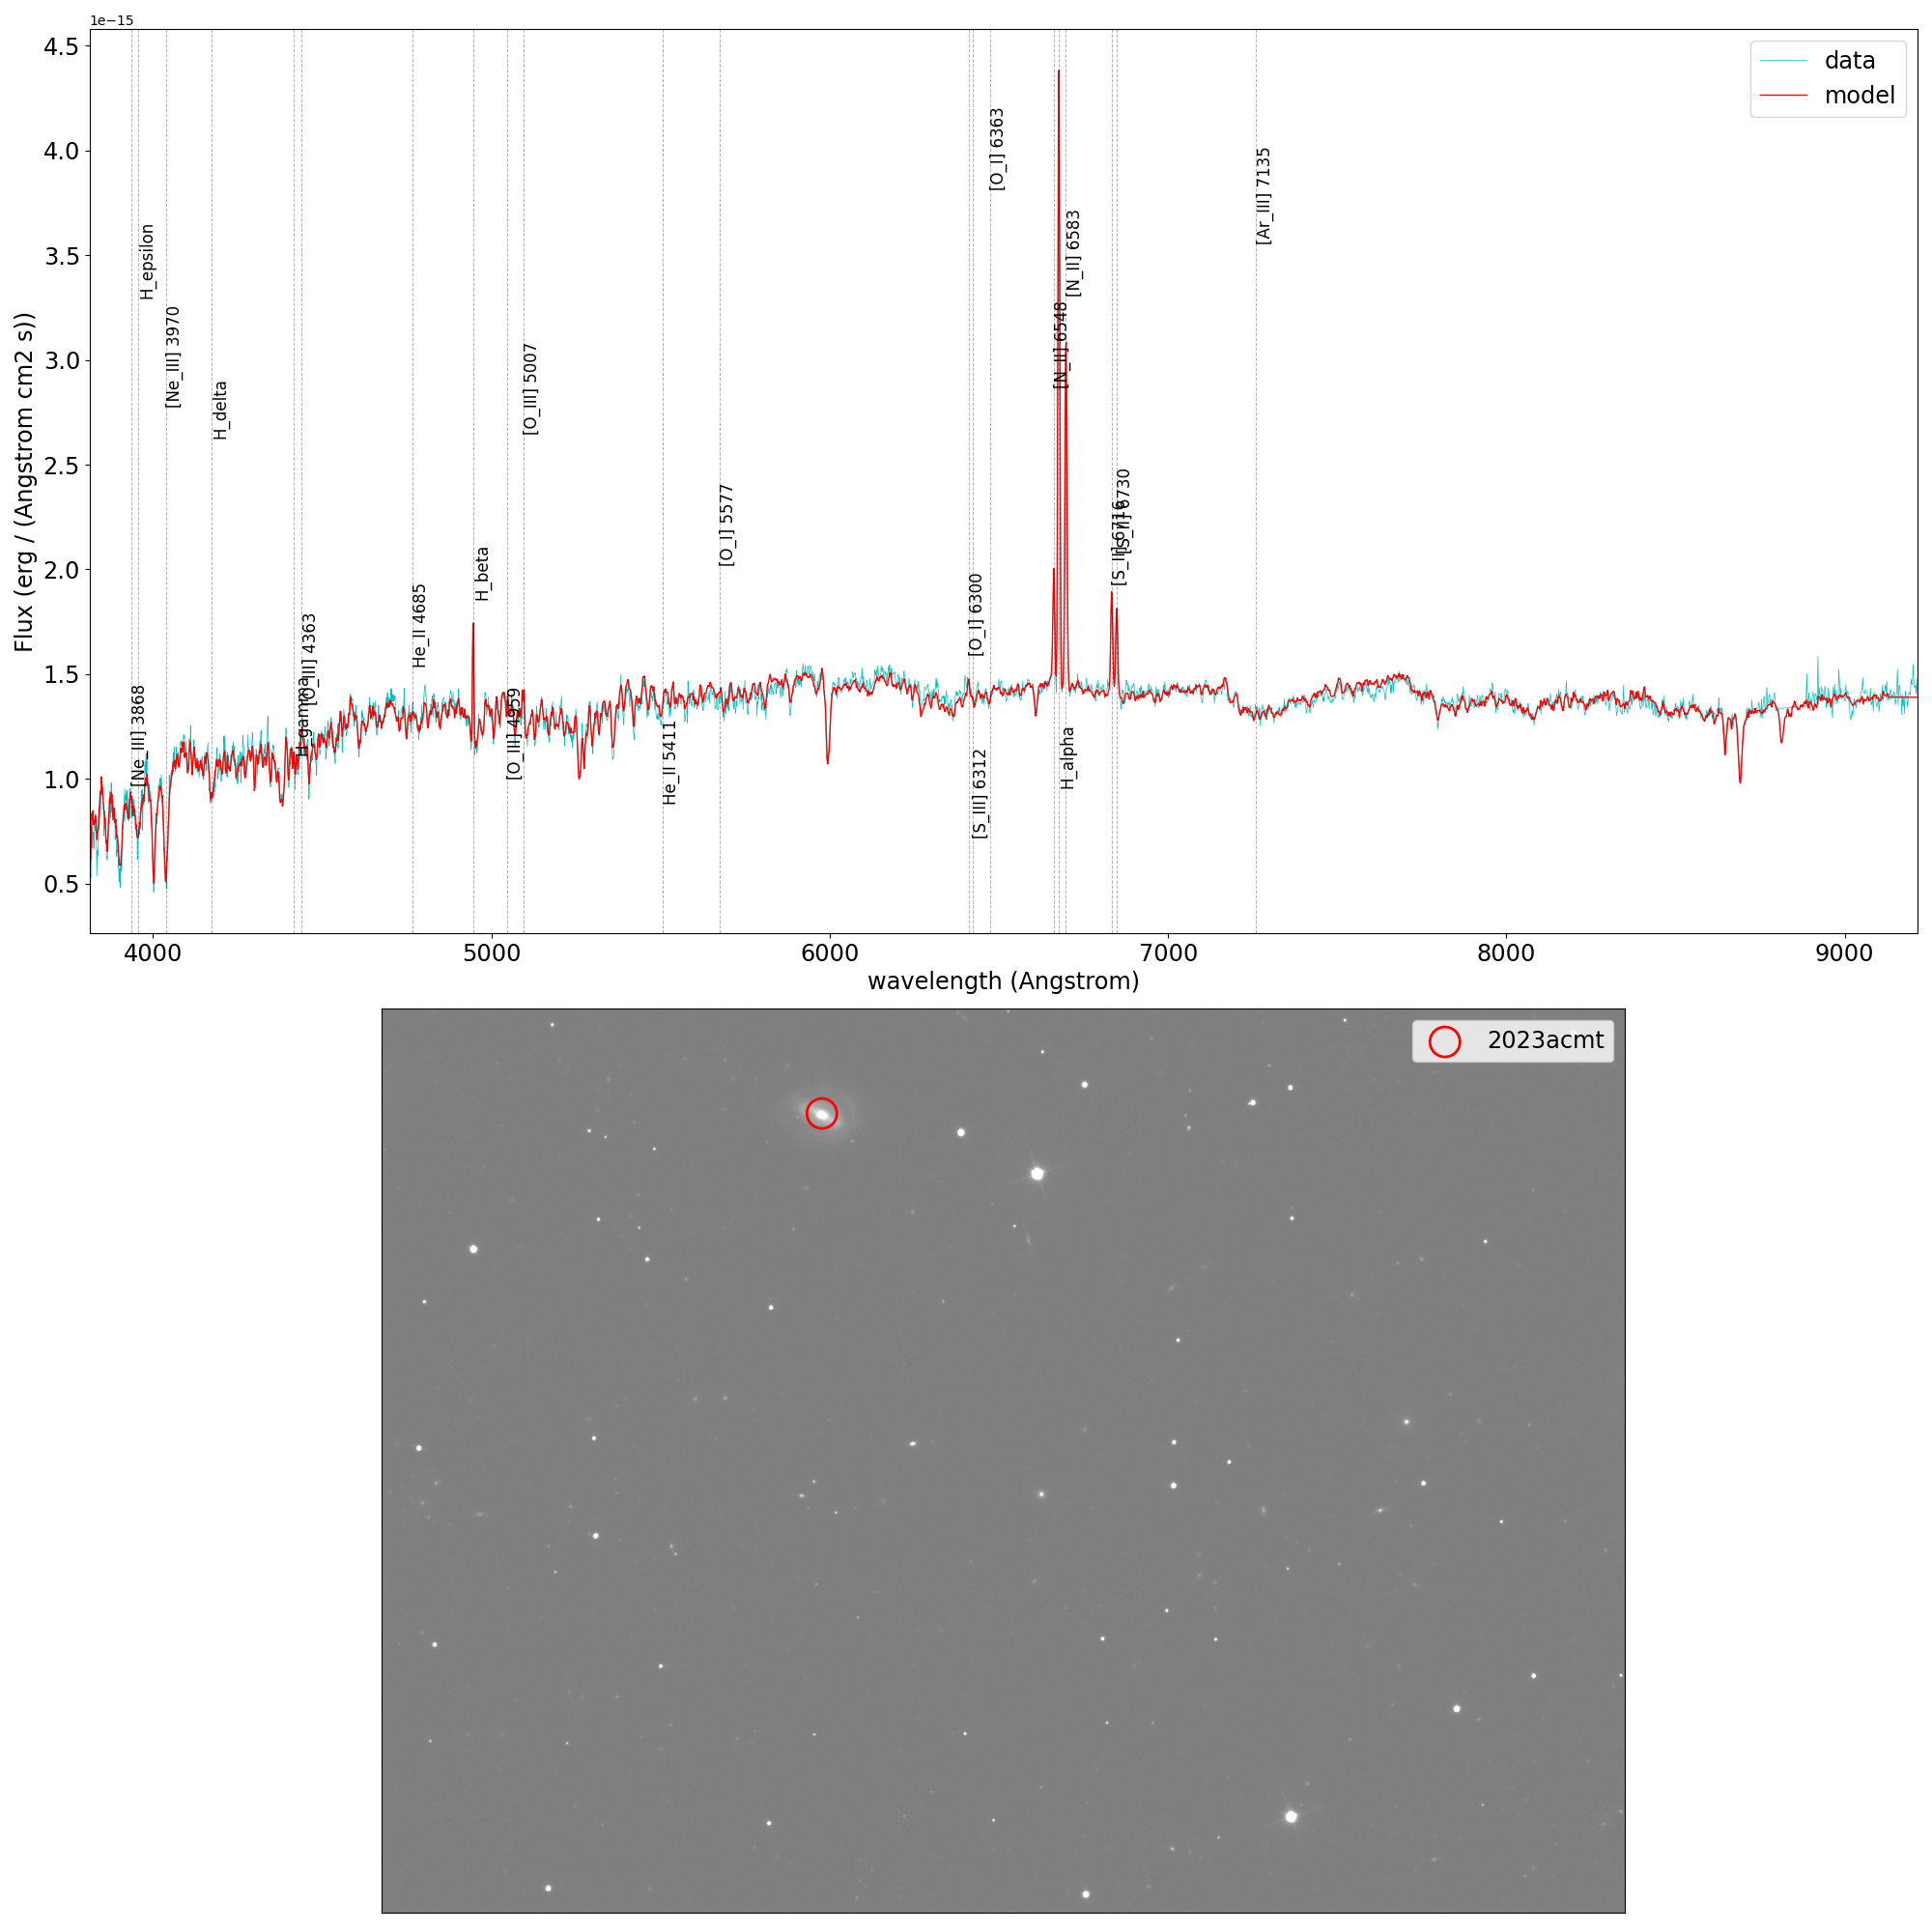 1e−15
data
model
4.5
4.0
3.5
3.0
2.5
2.0
1.5
1.0
0.5
Flux (erg / (Angstrom cm2 s))
[Ne_III] 3868
H_epsilon
[Ne_III] 3970
H_delta
H_gamma
[O_III] 4363
He_II 4685
H_beta
[O_III] 4959
[O_III] 5007
He_II 5411
[O_I] 5577
[O_I] 6300
[S_III] 6312
[O_I] 6363
[N_II] 6548
H_alpha
[N_II] 6583
[S_II] 6716
[S_II] 6730
[Ar_III] 7135
4000
5000
6000
7000
8000
9000
wavelength (Angstrom)
2023acmt